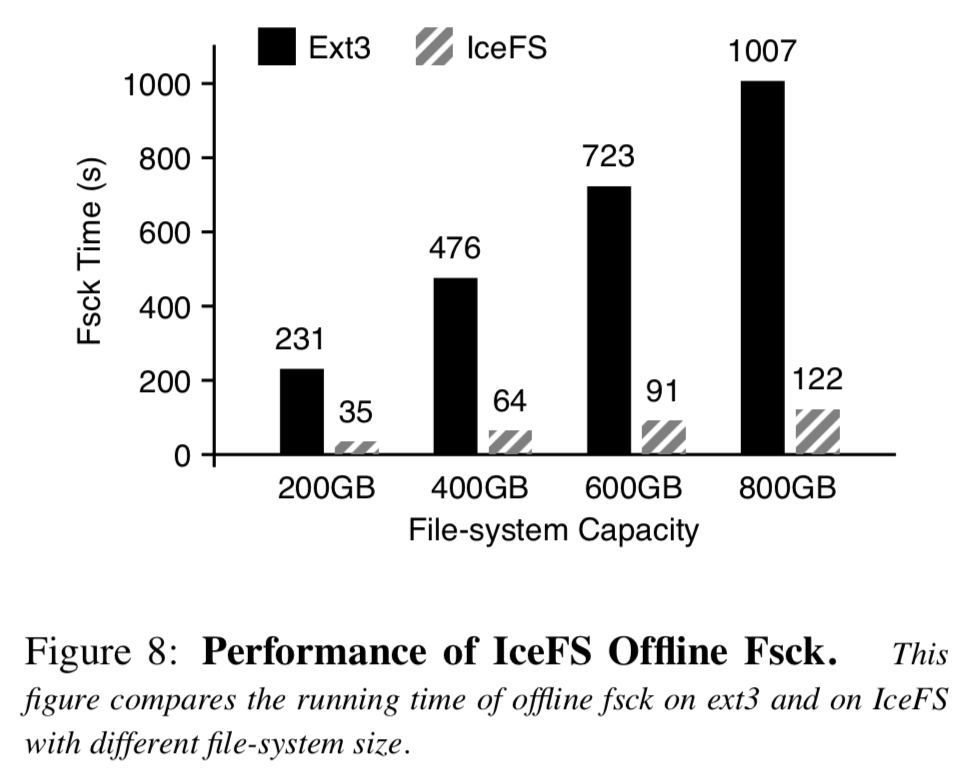 Ext3 IceFS
1007
1000
800
723
600
476
400
231
200
122
91
64
35
0
Fsck Time (s)
200GB 400GB 600GB 800GB
File-system Capacity
Figure 8: Performance of IceFS Offline Fsck. This
figure compares the running time of offline fsck on ext3 and on IceFS
with different file-system size.